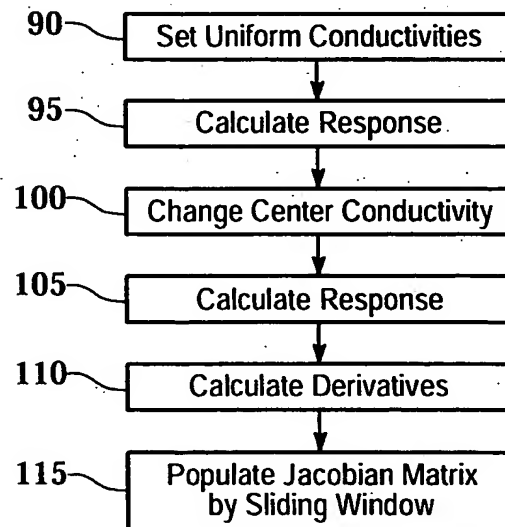 90
Set Uniform Conductivities
95
Calculate Response
100
Change Center Conductivity
105
Calculate Response
110
Calculate Derivatives
115
Populate Jacobian Matrix
by Sliding Window